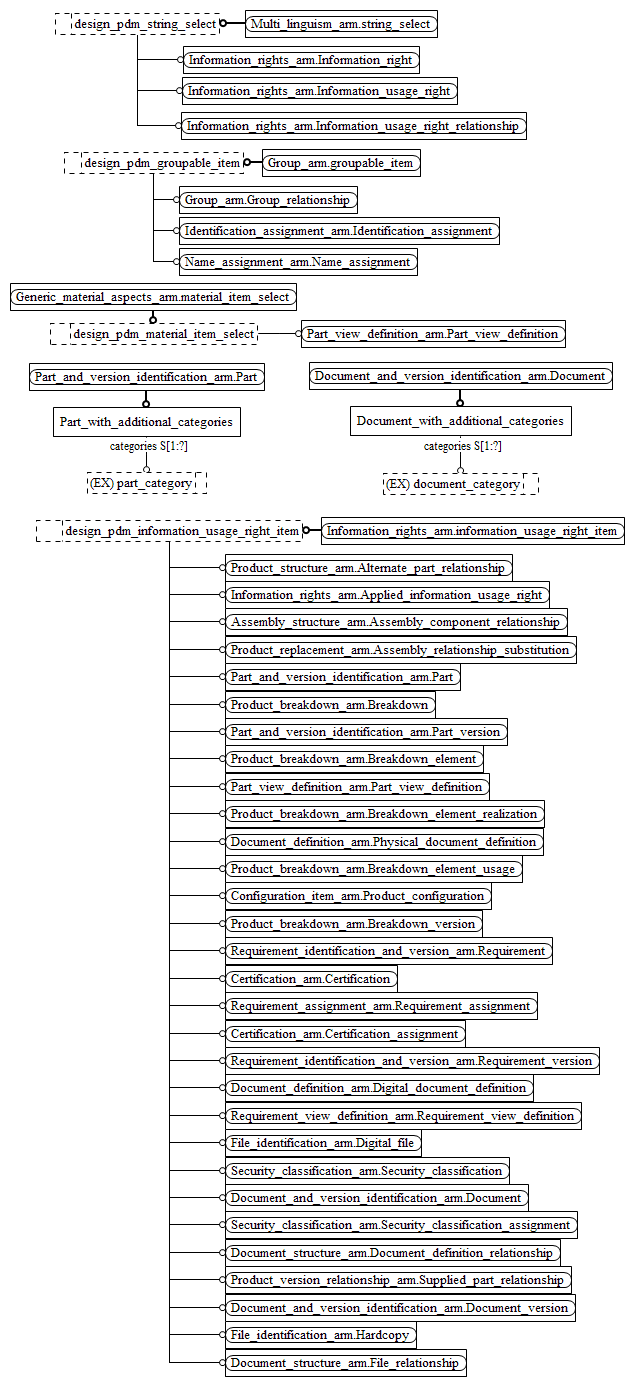 design_pdm_string_select
Multi_linguism_arm.string_select
Information_rights_arm.Information_right
Information_rights_arm.Information_usage_right
Information_rights_arm.Information_usage_right_relationship
design_pdm_groupable_item
Group_arm.groupable_item
Group_arm.Group_relationship
Identification_assignment_arm.Identification_assignment
Name_assignment_arm.Name_assignment
Generic_material_aspects_arm.material_item_select
design_pdm_material_item_select
Part_view_definition_arm.Part_view_definition
Part_and_version_identification_arm.Part
Document_and_version_identification_arm.Document
Part_with_additional_categories
Document_with_additional_categories
categories S[1:?]
categories S[1:?]
(EX) part_category
(EX) document_category
design_pdm_information_usage_right_item
Information_rights_arm.information_usage_right_item
Product_structure_arm.Alternate_part_relationship
Information_rights_arm.Applied_information_usage_right
Assembly_structure_arm.Assembly_component_relationship
Product_replacement_arm.Assembly_relationship_substitution
Part_and_version_identification_arm.Part
Product_breakdown_arm.Breakdown
Part_and_version_identification_arm.Part_version
Product_breakdown_arm.Breakdown_element
Part_view_definition_arm.Part_view_definition
Product_breakdown_arm.Breakdown_element_realization
Document_definition_arm.Physical_document_definition
Product_breakdown_arm.Breakdown_element_usage
Configuration_item_arm.Product_configuration
Product_breakdown_arm.Breakdown_version
Requirement_identification_and_version_arm.Requirement
Certification_arm.Certification
Requirement_assignment_arm.Requirement_assignment
Certification_arm.Certification_assignment
Requirement_identification_and_version_arm.Requirement_version
Document_definition_arm.Digital_document_definition
Requirement_view_definition_arm.Requirement_view_definition
File_identification_arm.Digital_file
Security_classification_arm.Security_classification
Document_and_version_identification_arm.Document
Security_classification_arm.Security_classification_assignment
Document_structure_arm.Document_definition_relationship
Product_version_relationship_arm.Supplied_part_relationship
Document_and_version_identification_arm.Document_version
File_identification_arm.Hardcopy
Document_structure_arm.File_relationship